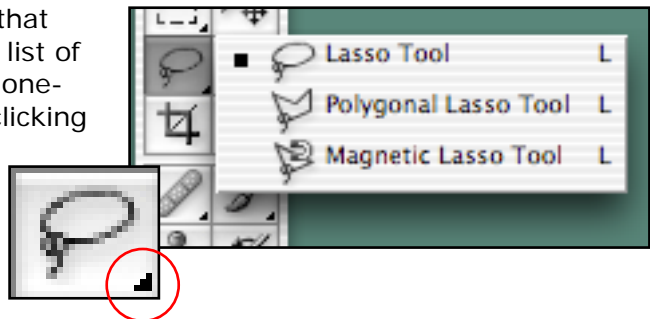 that
list of
one-
clicking
Lasso Tool L
Polygonal Lasso Tool L
Magnetic Lasso Tool L